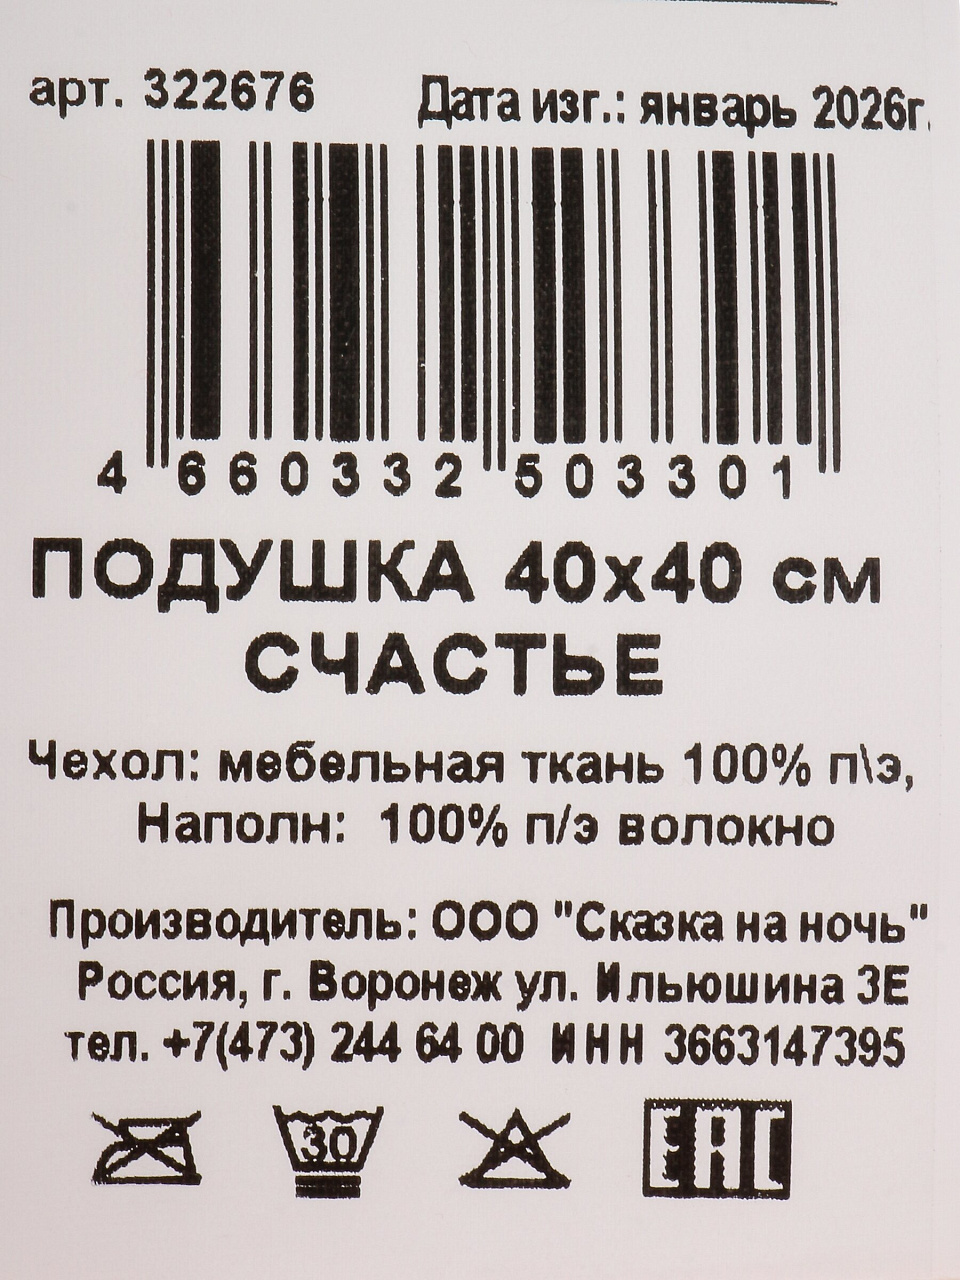 арт. 322676 Дата изг.: январь 2026г.
4 660332 503301
ПОДУШКА 40х40 см
СЧАСТЬЕ
Чехол: мебельная ткань 100% п\э,
Наполн: 100% п/э волокно
Производитель: ООО "Сказка на ночь"
Россия, г. Воронеж ул. Ильюшина 3Е
тел. +7(473) 244 64 00 ИНН 3663147395
30 ЕАС